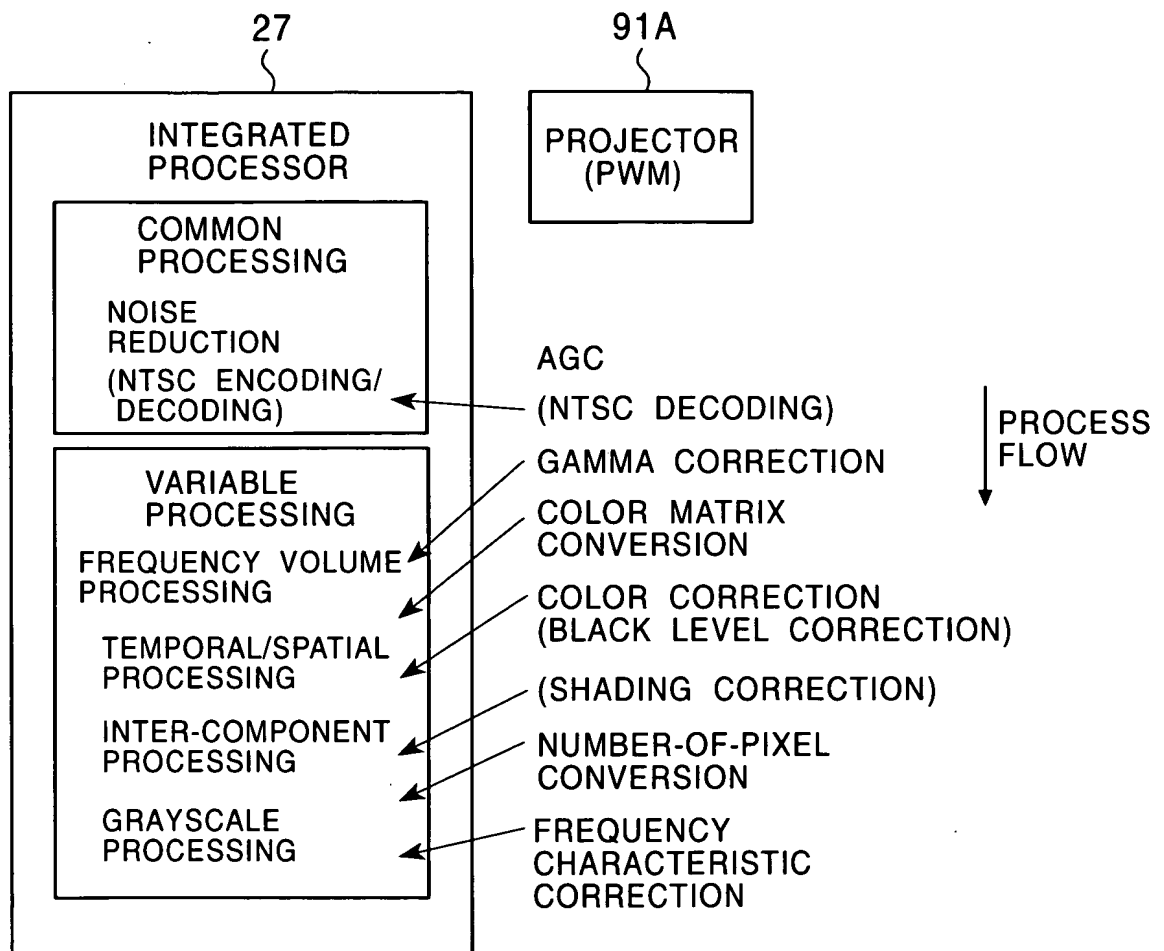 27
91A
INTEGRATED
PROCESSOR
PROJECTOR
(PWM)
COMMON
PROCESSING
NOISE
REDUCTION
(NTSC ENCODING/
DECODING)
AGC
(NTSC DECODING)
PROCESS
FLOW
VARIABLE
PROCESSING
FREQUENCY VOLUME
PROCESSING
TEMPORAL/SPATIAL
PROCESSING
INTER-COMPONENT
PROCESSING
GRAYSCALE
PROCESSING
GAMMA CORRECTION
COLOR MATRIX
CONVERSION
COLOR CORRECTION
(BLACK LEVEL CORRECTION)
(SHADING CORRECTION)
NUMBER-OF-PIXEL
CONVERSION
FREQUENCY
CHARACTERISTIC
CORRECTION